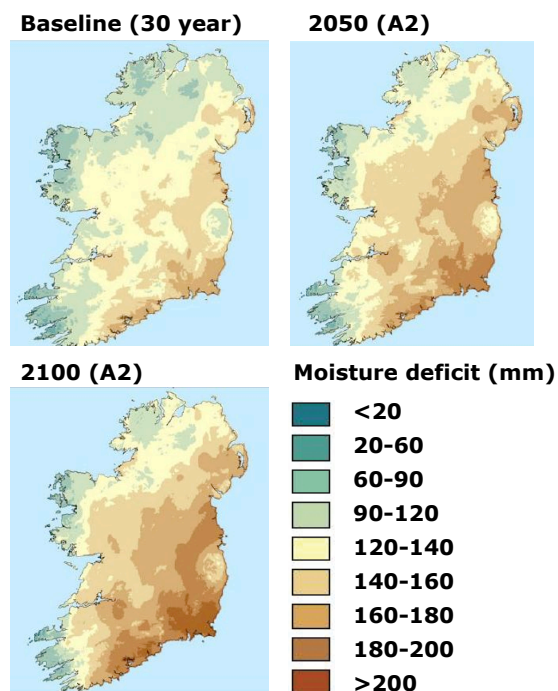 Baseline (30 year)
2050 (A2)
2100 (A2)
Moisture deficit (mm)
<20
20-60
60-90
90-120
120-140
140-160
160-180
180-200
>200